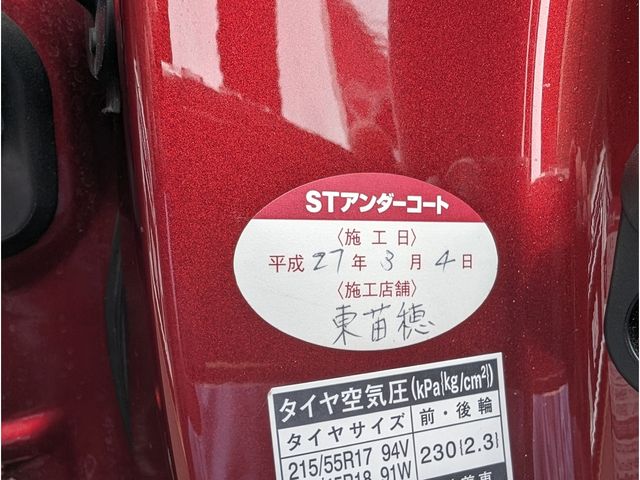 STアンダーコート
〈施工日〉
平成27年3月4日
〈施工店舗〉
東苗穂
タイヤ空気圧(kPa{kg/cm²})
タイヤサイズ 前・後輪
215/55R17 94V 230{2.3}
91W